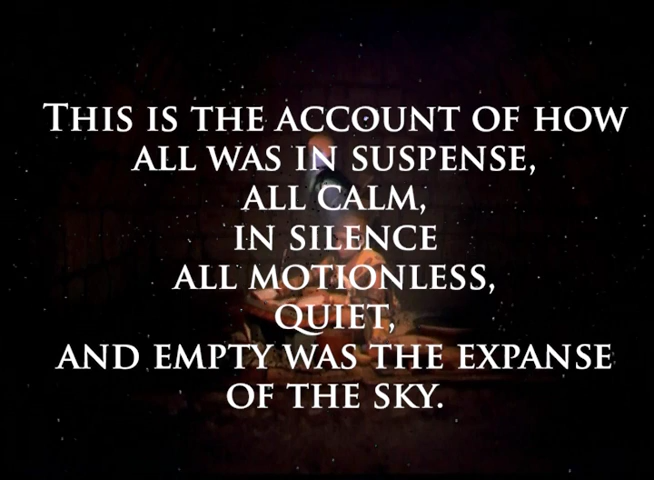 THIS IS THE ACCOUNT OF HOW
ALL WAS IN SUSPENSE,
ALL CALM,
IN SILENCE
ALL MOTIONLESS,
QUIET,
AND EMPTY WAS THE EXPANSE
OF THE SKY.